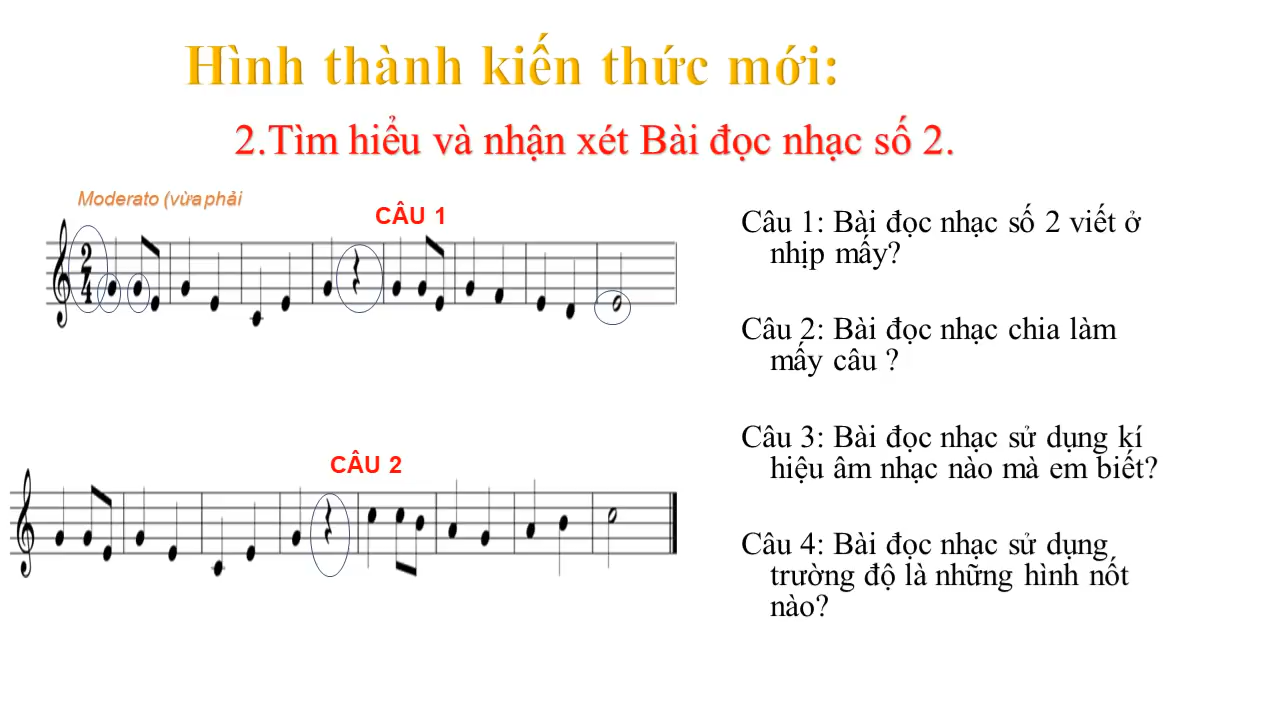 Hình thành kiến thức mới:
2.Tìm hiểu và nhận xét Bài đọc nhạc số 2.
Moderato (vừa phải
CÂU 1
2
4
CÂU 2
Câu 1: Bài đọc nhạc số 2 viết ở
nhịp mấy?
Câu 2: Bài đọc nhạc chia làm
mấy câu ?
Câu 3: Bài đọc nhạc sử dụng kí
hiệu âm nhạc nào mà em biết?
Câu 4: Bài đọc nhạc sử dụng
trường độ là những hình nốt
nào?